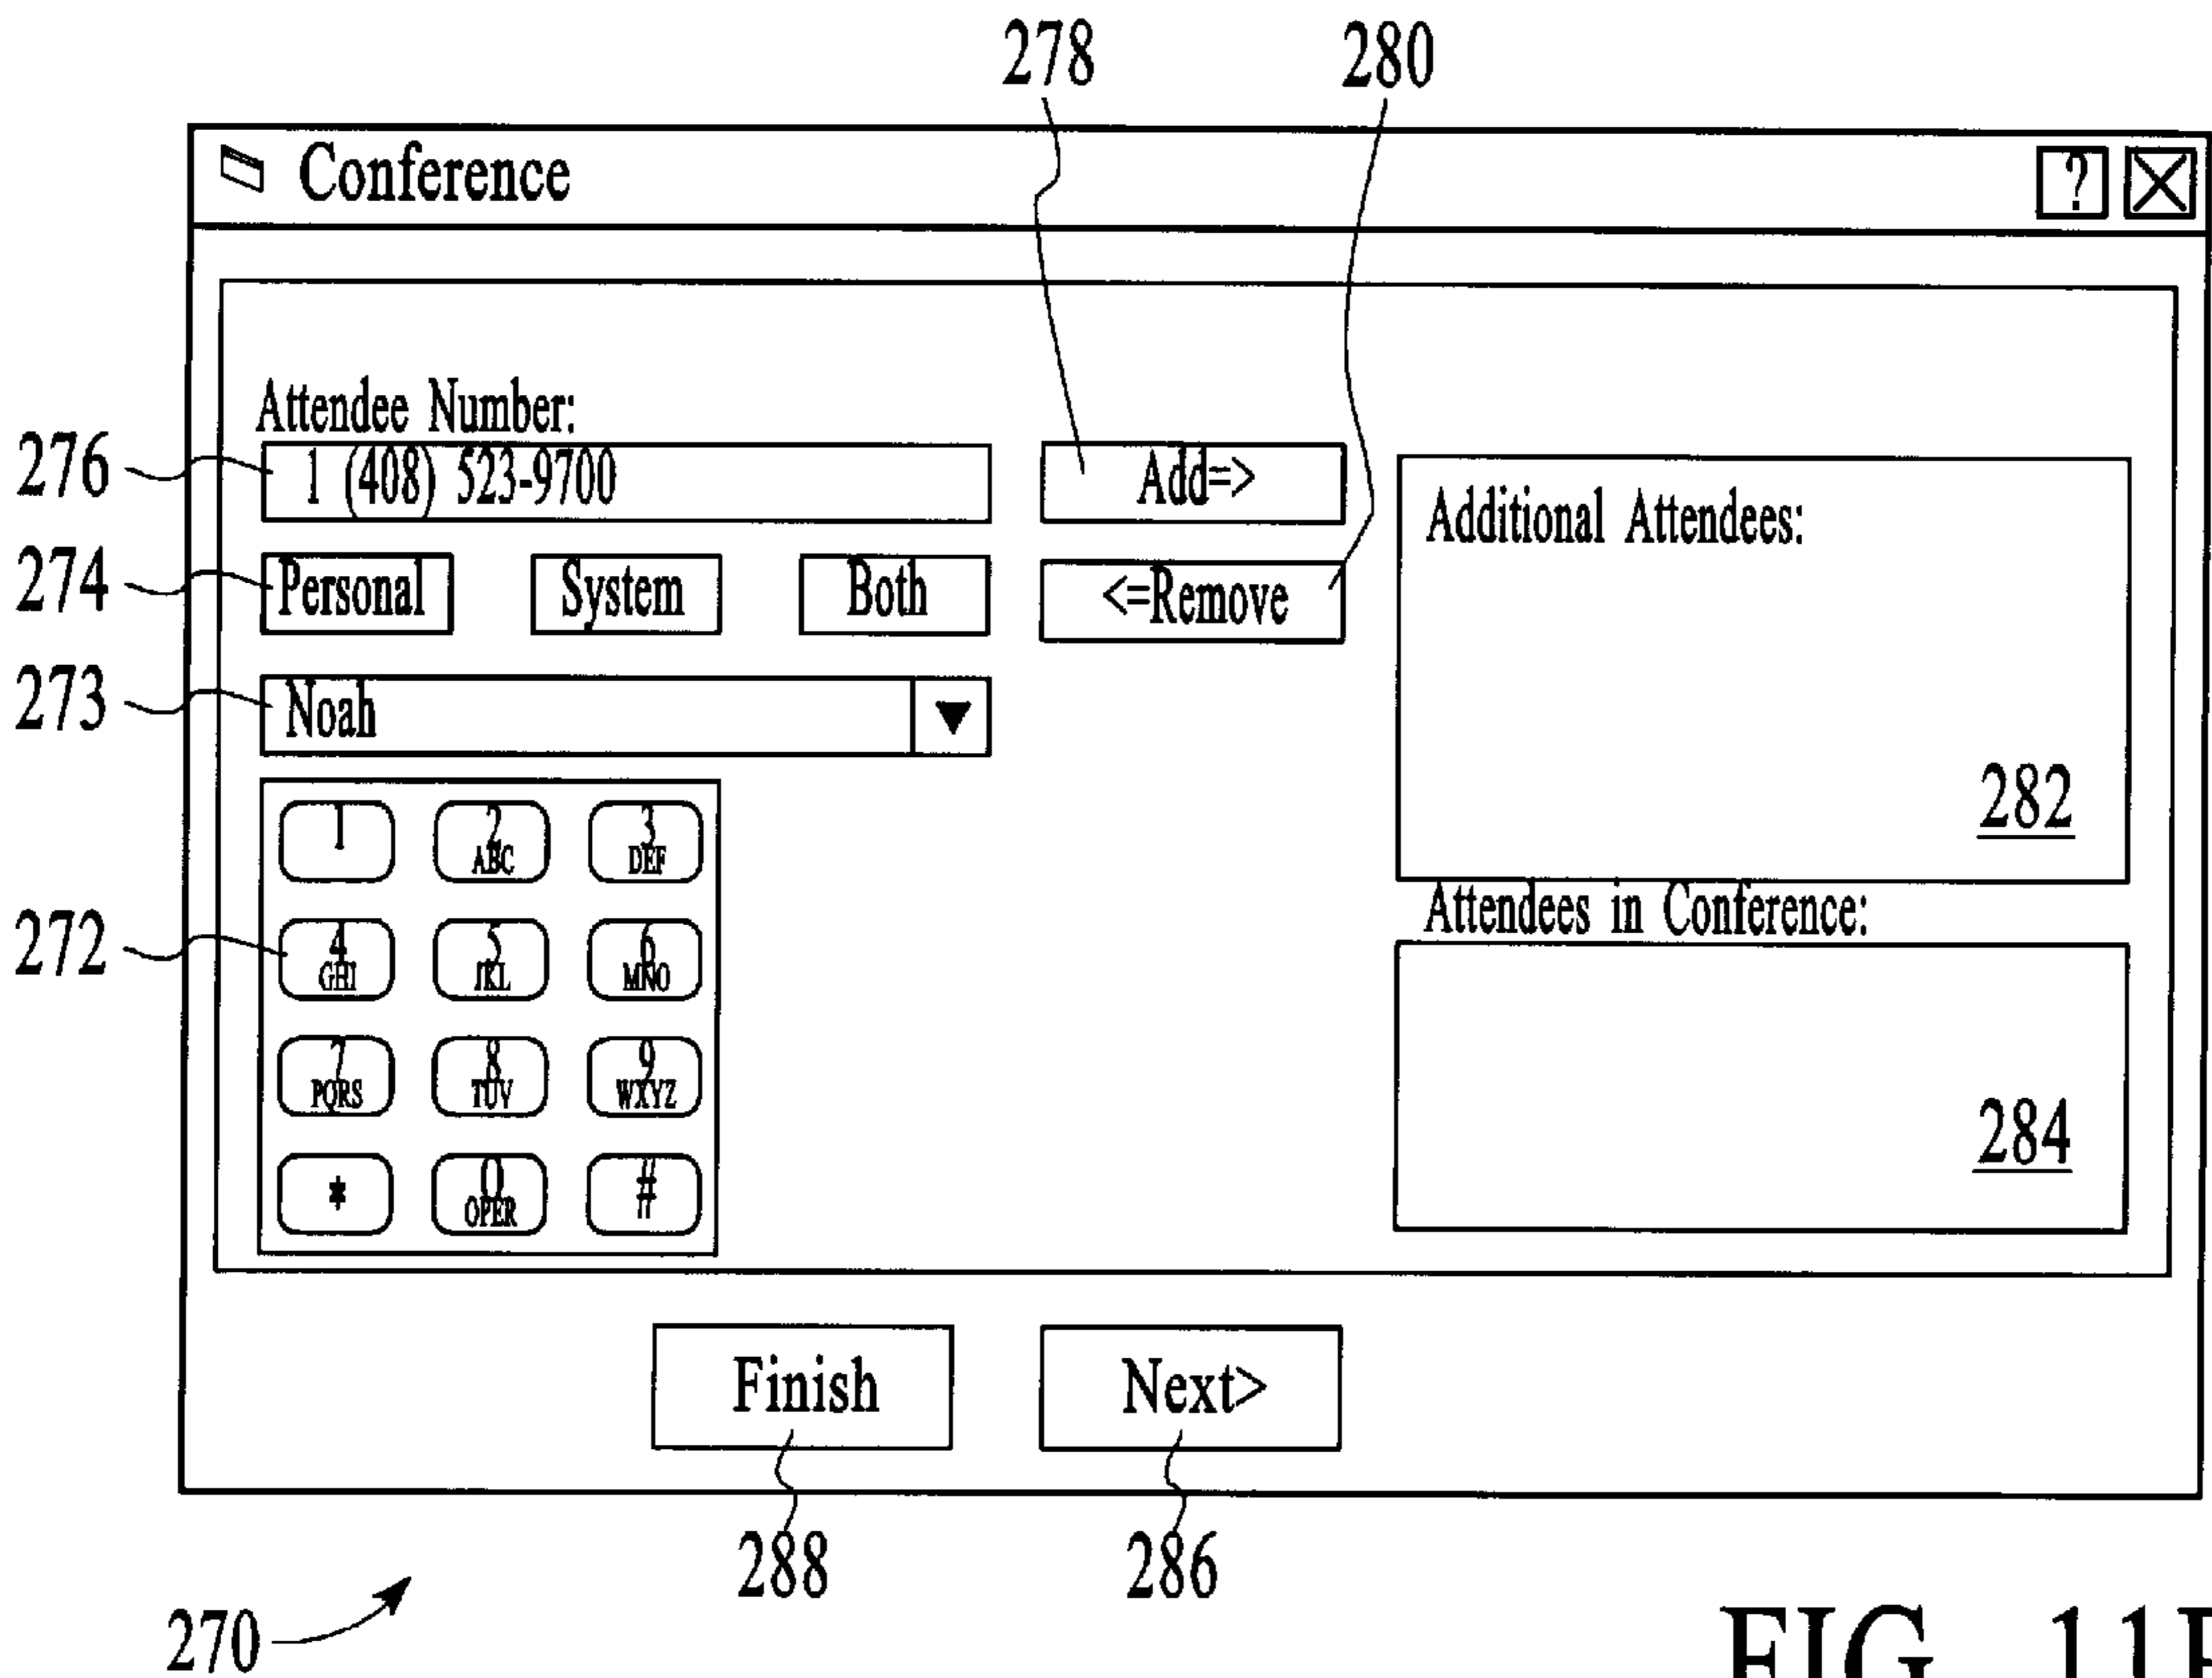 278 280
Conference ?
Attendee Number:
276 1 (408) 523-9700 Add=>
Additional Attendees:
274 Personal System Both <=Remove
273 Noah
282
1 2 ABC 3 DEF
Attendees in Conference:
272 4 GHI 5 JKL 6 MNO
7 PQRS 8 TUV 9 WXYZ
284
* 0 OPER #
Finish Next>
288 286
270
FIG.